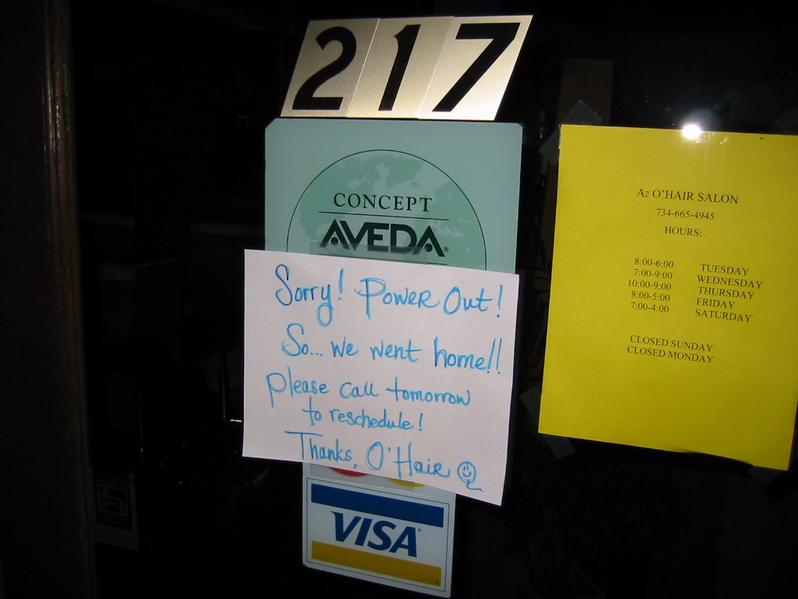 217
CONCEPT
AVEDA
Sorry! Power Out!
So... we went home!!
Please call tomorrow
to reschedule!
Thanks, O'Hair
VISA
A2 O'HAIR SALON
734-665-4945
HOURS:
8:00-6:00 TUESDAY
7:00-9:00 WEDNESDAY
10:00-9:00 THURSDAY
8:00-5:00 FRIDAY
7:00-4:00 SATURDAY
CLOSED SUNDAY
CLOSED MONDAY